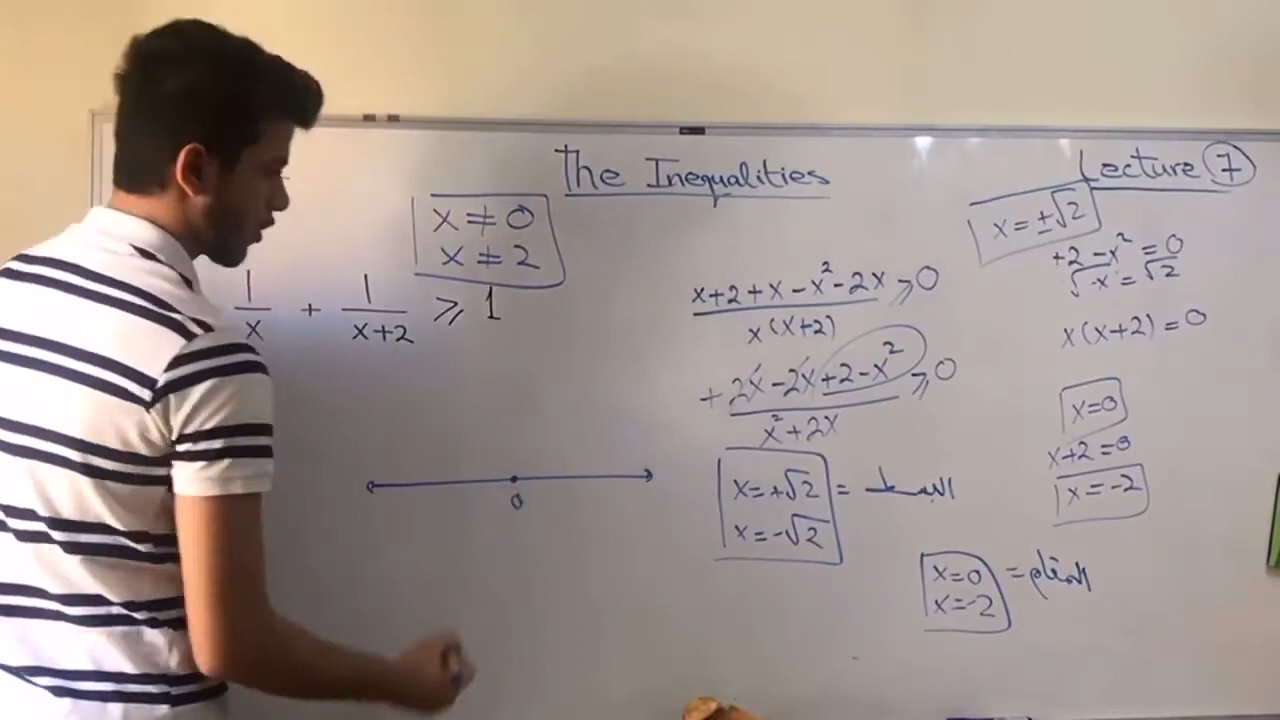 The Inequalities
Lecture 7
x ≠ 0
x ≠ 2
1/x + 1/(x+2) ≥ 1
0
(x+2+x-x²-2x)/(x(x+2)) ≥ 0
(+2x-2x+2-x²)/(x²+2x) ≥ 0
x=+√2 = البسط
x=-√2
x=0 = المقام
x=-2
x=±√2
+2-x²=0
√-x²=√2
x(x+2)=0
x=0
x+2=0
x=-2